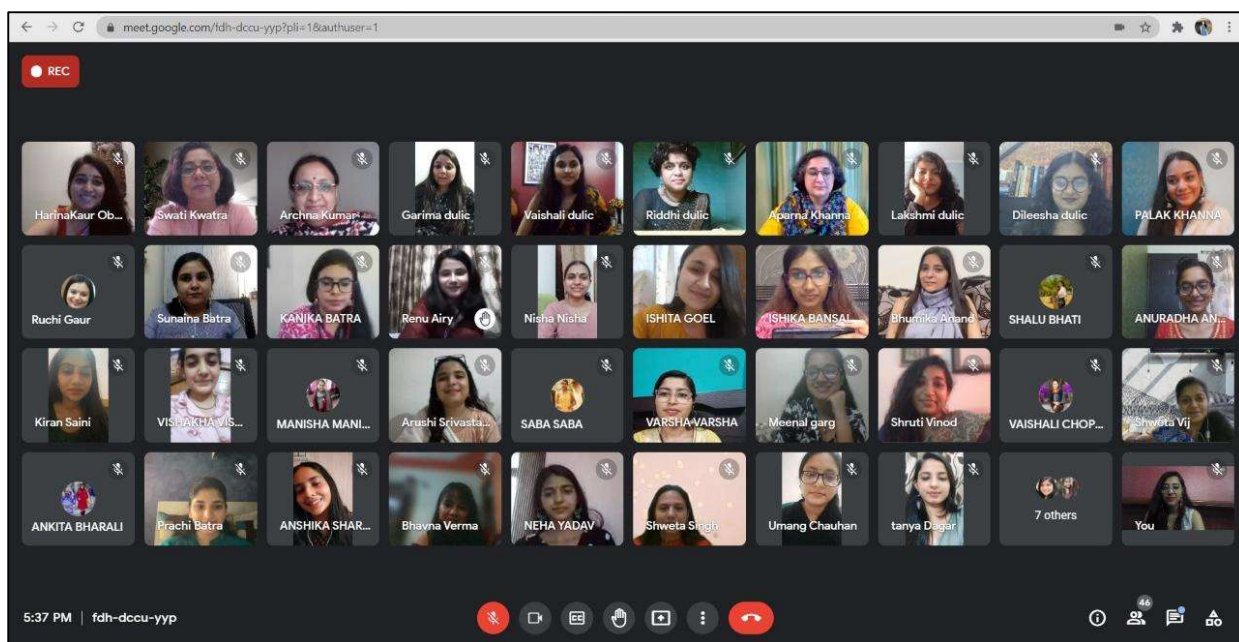 meet.google.com/fdh-dccu-yyp?pli=1&authuser=1
REC
HarinaKaur Ob...
Swati Kwatra
Archna Kumari
Garima dulic
Vaishali dulic
Riddhi dulic
Aparna Khanna
Lakshmi dulic
Dileesha dulic
PALAK KHANNA
Ruchi Gaur
Sunaina Batra
KANIKA BATRA
Renu Airy
Nisha Nisha
ISHITA GOEL
ISHIKA BANSAL
Bhumika Anand
SHALU BHATI
ANURADHA AN...
Kiran Saini
VISHAKHA VIS...
MANISHA MANI...
Arushi Srivasta...
SABA SABA
VARSHA VARSHA
Meenal garg
Shruti Vinod
VAISHALI CHOP...
Shweta Vij
ANKITA BHARALI
Prachi Batra
ANSHIKA SHAR...
Bhavna Verma
NEHA YADAV
Shweta Singh
Umang Chauhan
tanya Dagar
7 others
You
5:37 PM | fdh-dccu-yyp
CC
46